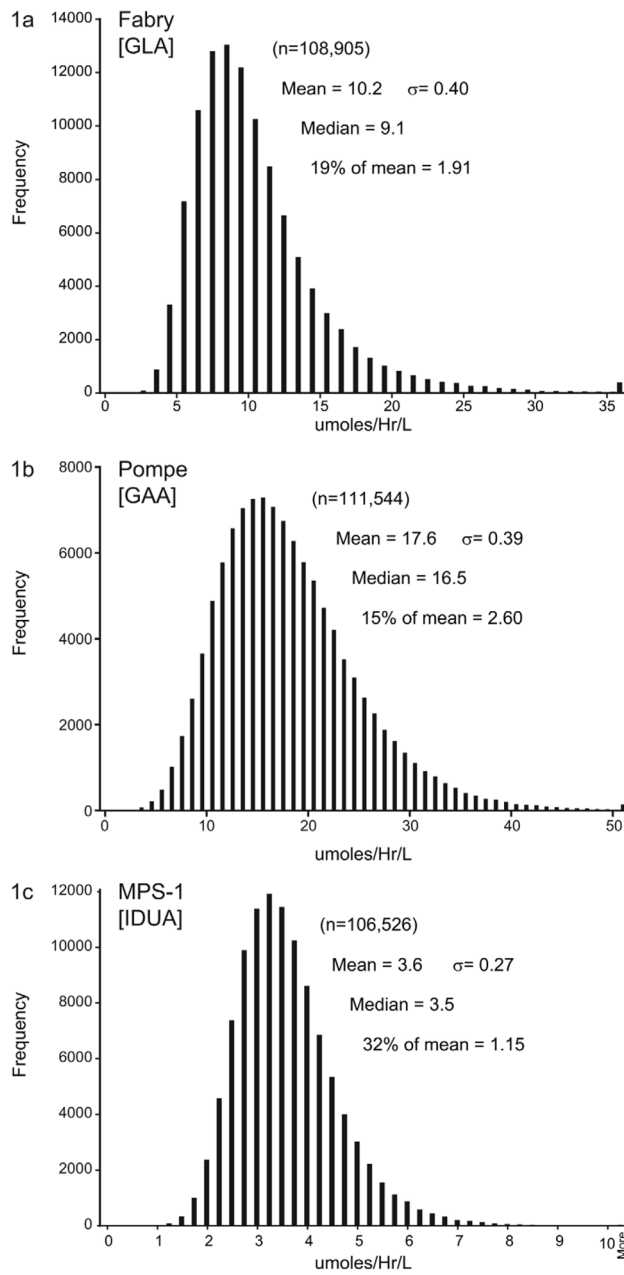 1a Fabry
[GLA]
(n=108,905)
Mean = 10.2 σ= 0.40
Median = 9.1
19% of mean = 1.91
Frequency
14000
12000
10000
8000
6000
4000
2000
0
0 5 10 15 20 25 30 35
umoles/Hr/L
1b Pompe
[GAA]
(n=111,544)
Mean = 17.6 σ= 0.39
Median = 16.5
15% of mean = 2.60
Frequency
8000
6000
4000
2000
0
0 10 20 30 40 50
umoles/Hr/L
1c MPS-1
[IDUA]
(n=106,526)
Mean = 3.6 σ= 0.27
Median = 3.5
32% of mean = 1.15
Frequency
12000
10000
8000
6000
4000
2000
0
0 1 2 3 4 5 6 7 8 9 10 More
umoles/Hr/L